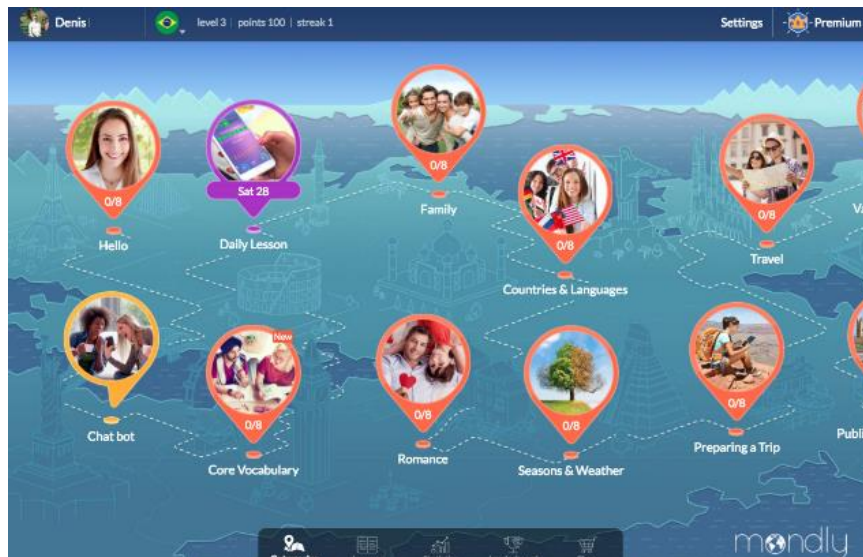 Denis
level 3 | points 100 | streak 1
Settings
Premium
0/8
Hello
Sat 28
Daily Lesson
0/8
Family
0/8
Countries & Languages
0/8
Travel
Chat bot
New
0/8
Core Vocabulary
0/8
Romance
0/8
Seasons & Weather
0/8
Preparing a Trip
Publi
mondly